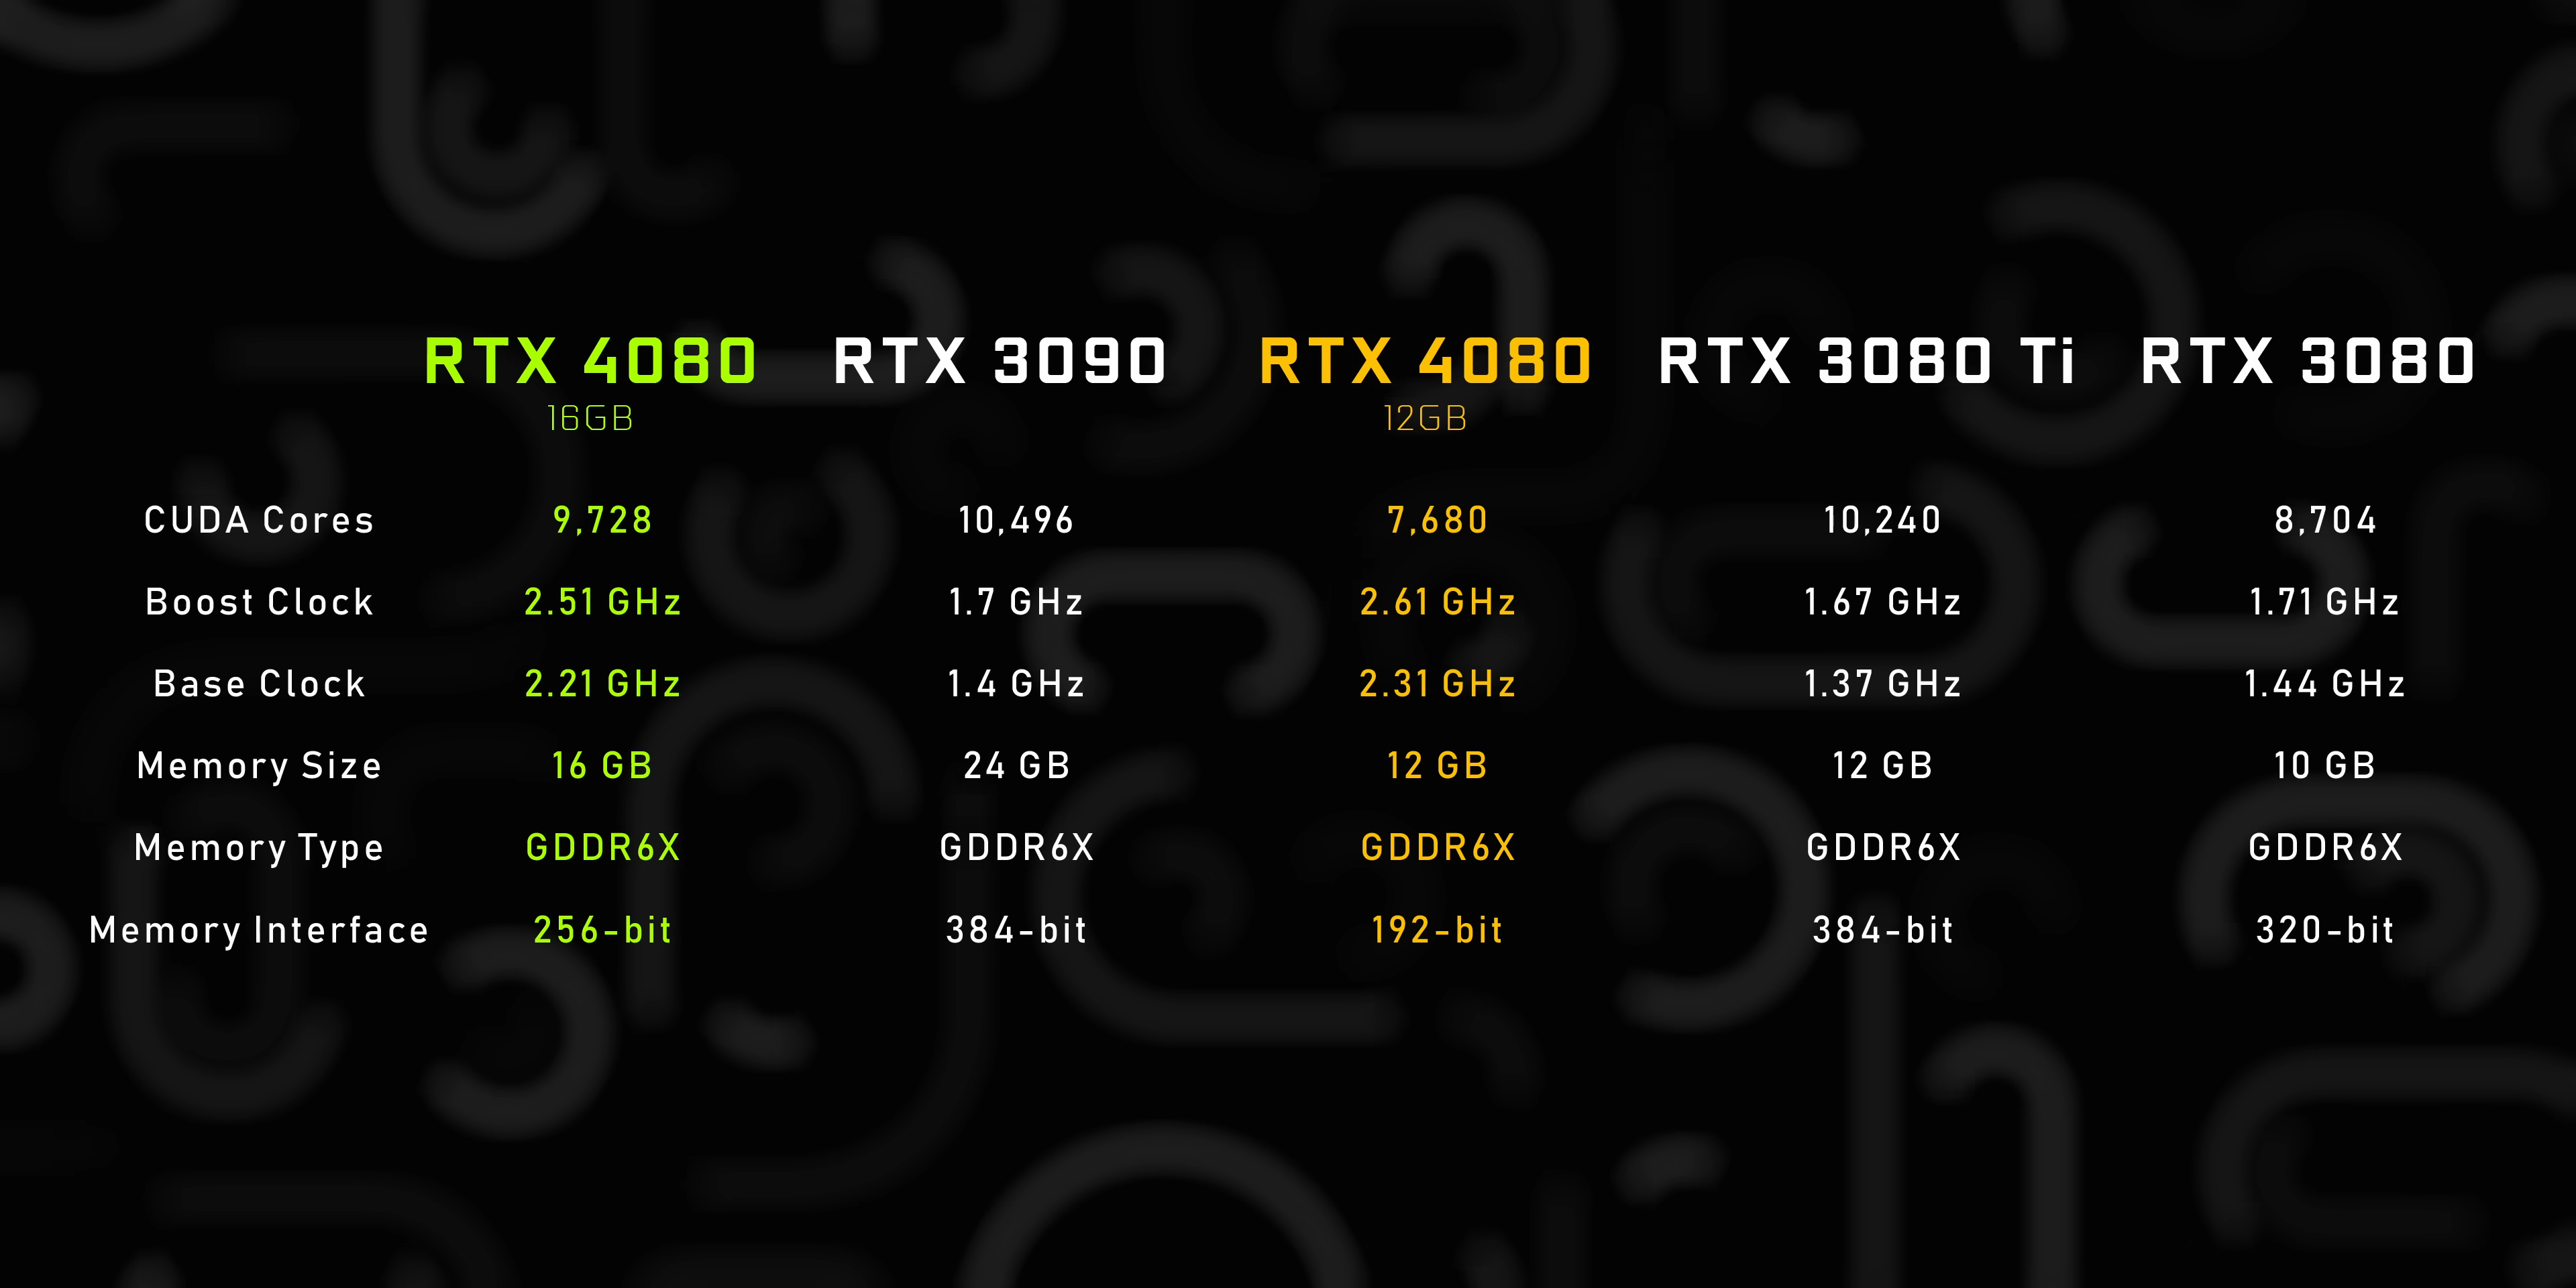 RTX 4080 RTX 3090 RTX 4080 RTX 3080 Ti RTX 3080
16GB 12GB
CUDA Cores 9,728 10,496 7,680 10,240 8,704
Boost Clock 2.51 GHz 1.7 GHz 2.61 GHz 1.67 GHz 1.71 GHz
Base Clock 2.21 GHz 1.4 GHz 2.31 GHz 1.37 GHz 1.44 GHz
Memory Size 16 GB 24 GB 12 GB 12 GB 10 GB
Memory Type GDDR6X GDDR6X GDDR6X GDDR6X GDDR6X
Memory Interface 256-bit 384-bit 192-bit 384-bit 320-bit